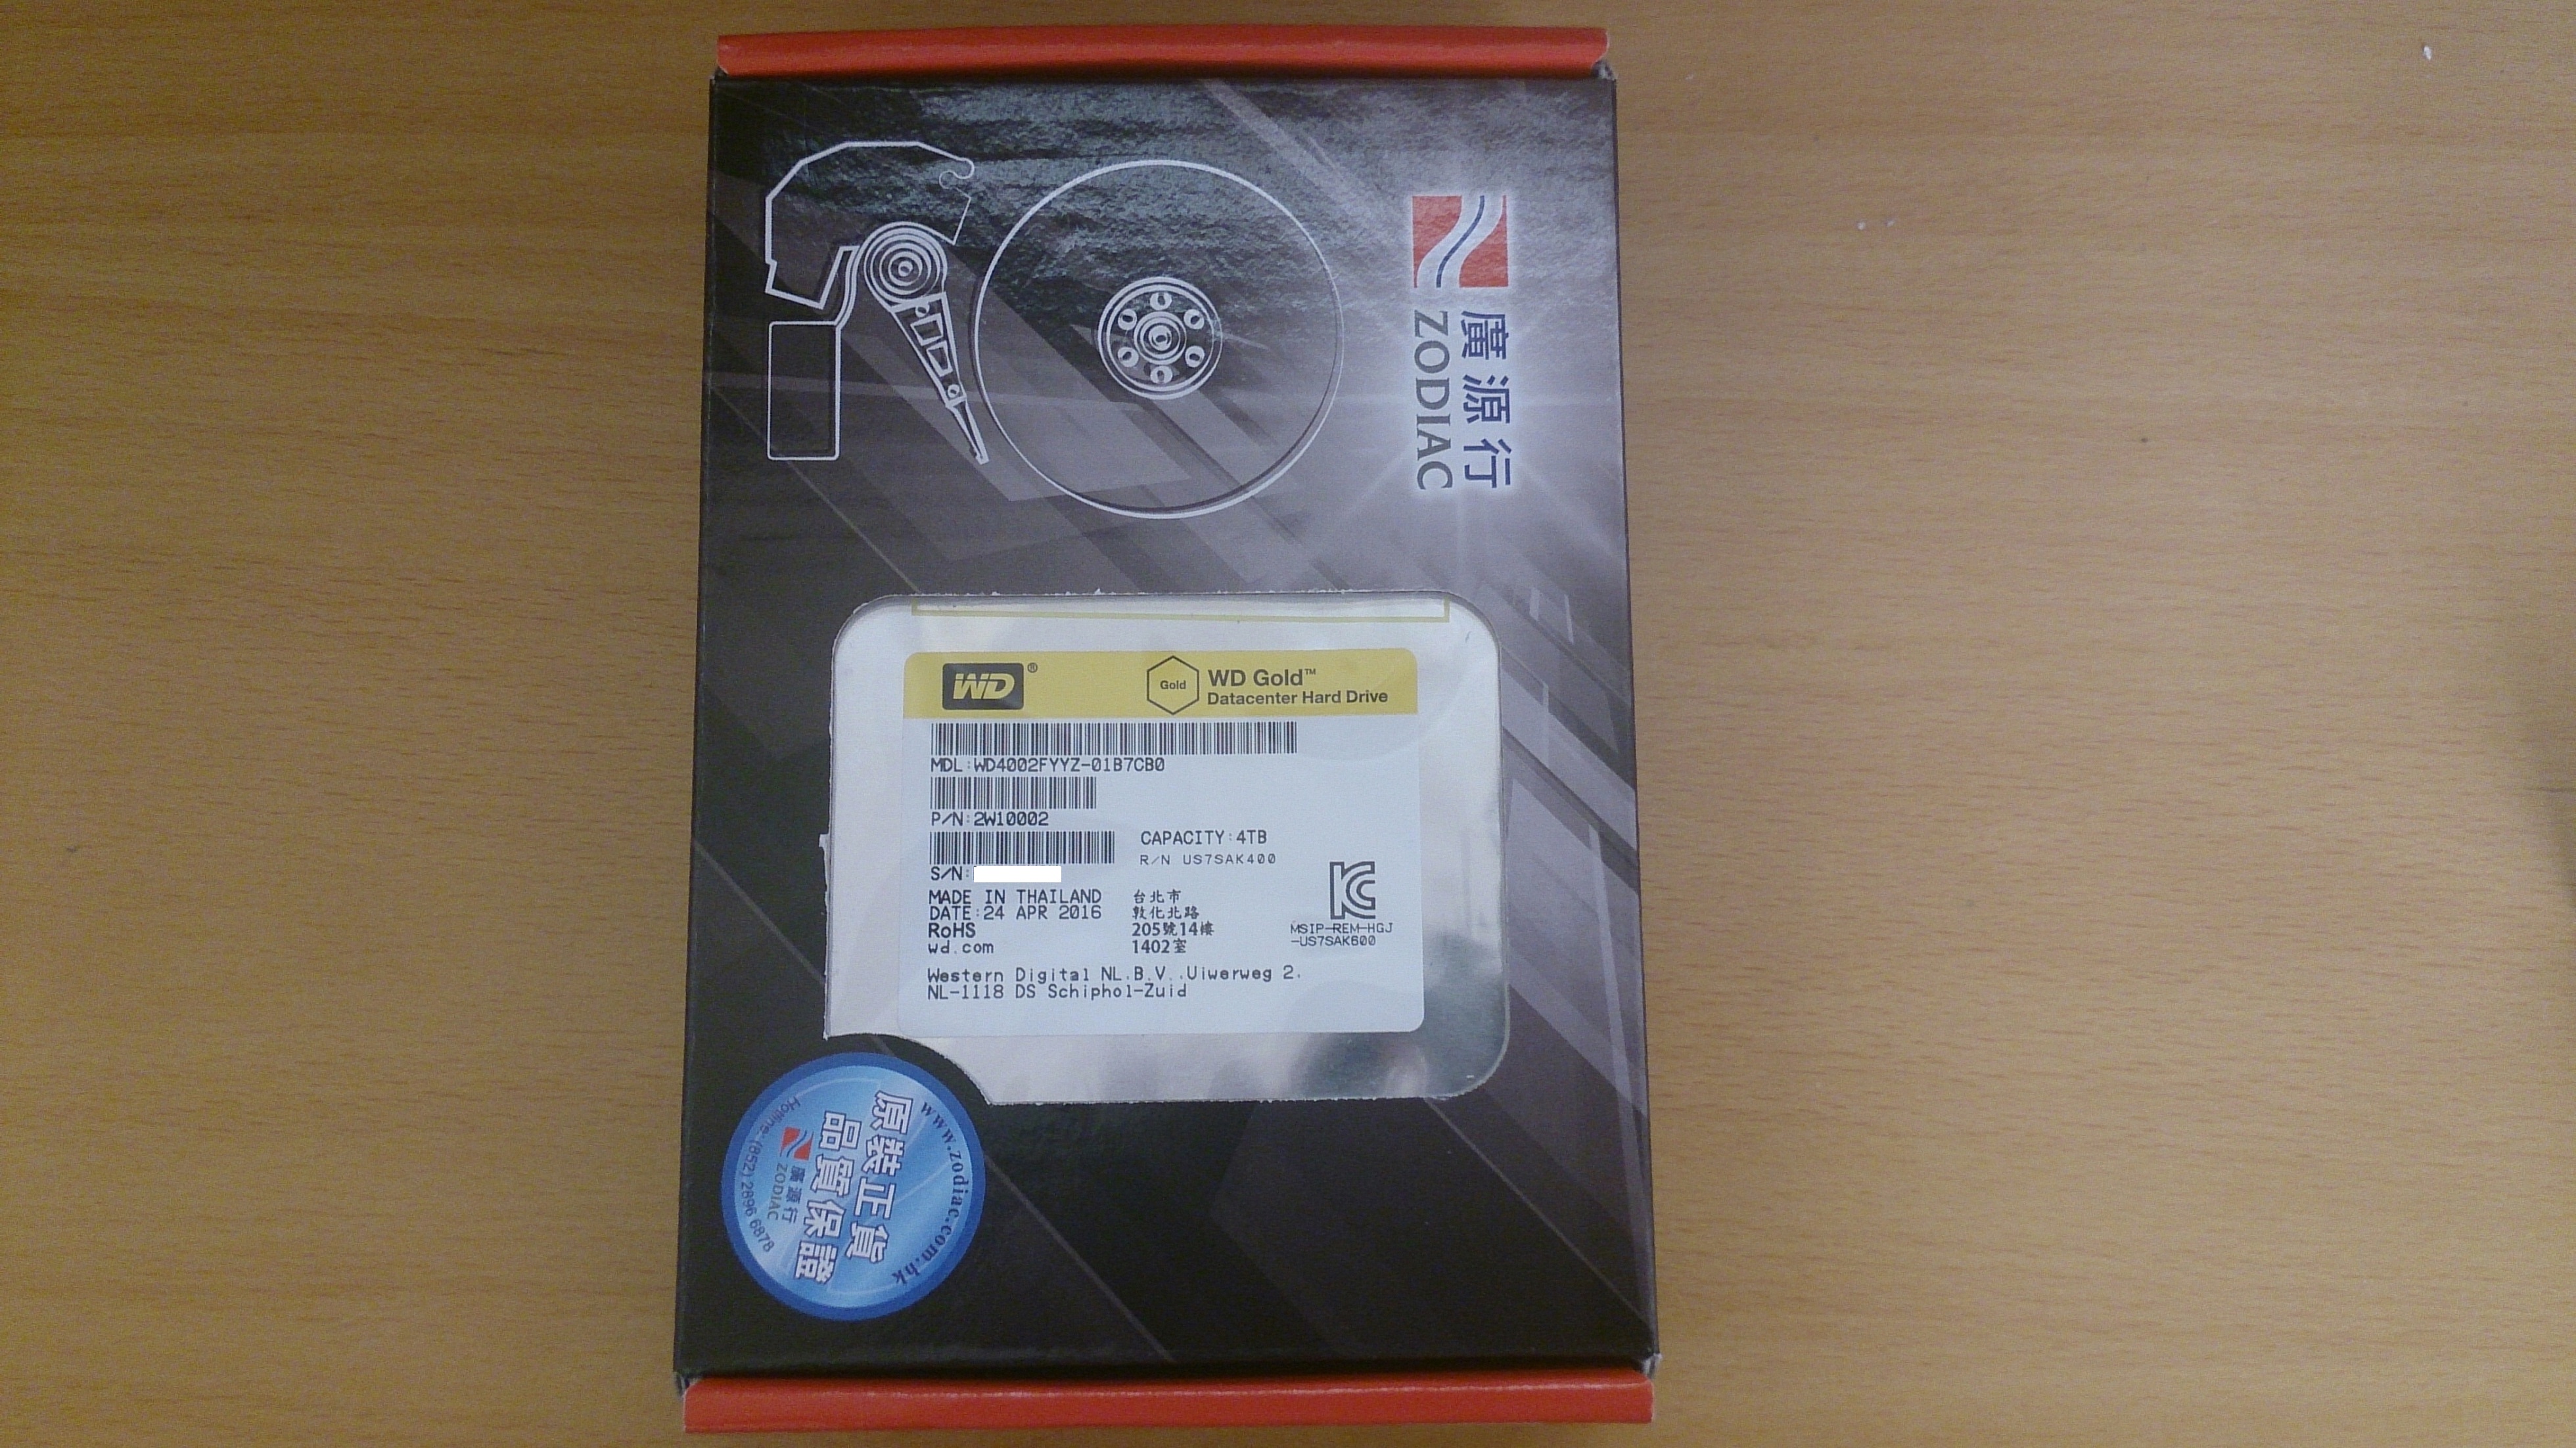 廣源行
ZODIAC
WD®
Gold
WD Gold™
Datacenter Hard Drive
MDL:WD4002FYYZ-01B7CB0
P/N:2W10002
CAPACITY:4TB
R/N US7SAK400
S/N:
MADE IN THAILAND
DATE:24 APR 2016
RoHS
wd.com
台北市
敦化北路
205號14樓
1402室
MSIP-REM-HGJ
-US7SAK600
Western Digital NL.B.V.,Uiwerweg 2,
NL-1118 DS Schiphol-Zuid
www.zodiac.com.hk
原裝正貨
品質保證
廣源行
ZODIAC
Hotline: (852) 2896 6878